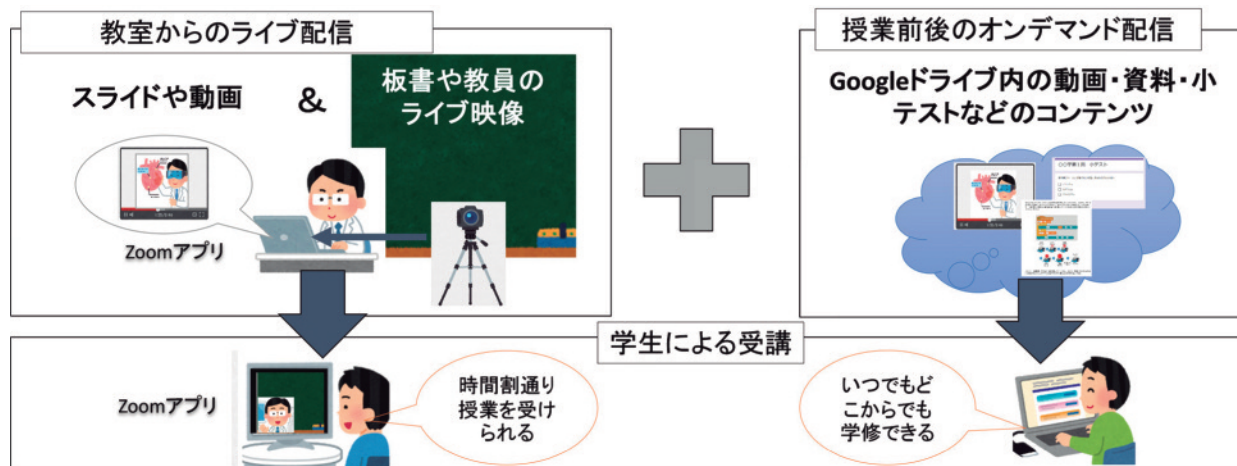 教室からのライブ配信
スライドや動画
&
板書や教員の
ライブ映像
Zoomアプリ
授業前後のオンデマンド配信
Googleドライブ内の動画・資料・小
テストなどのコンテンツ
学生による受講
Zoomアプリ
時間割通り
授業を受け
られる
いつでもど
こからでも
学修できる